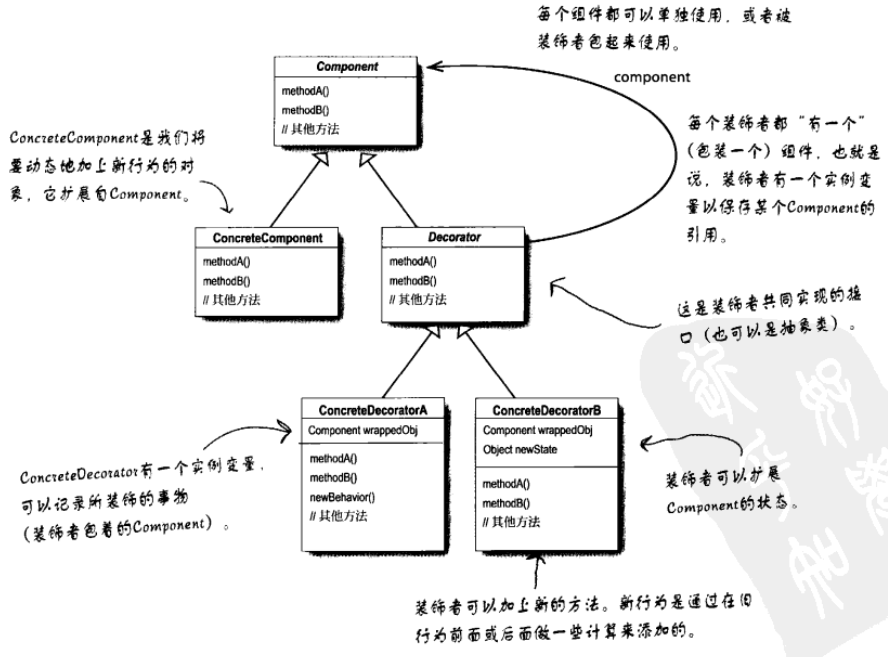 每个组件都可以单独使用，或者被
装饰者包起来使用。
Component
methodA()
methodB()
// 其他方法
component
每个装饰者都“有一个”
（包装一个）组件，也就是
说，装饰者有一个实例变
量以保存某个Component的
引用。
ConcreteComponent是我们将
要动态地加上新行为的对
象，它扩展自Component。
ConcreteComponent
methodA()
methodB()
// 其他方法
Decorator
methodA()
methodB()
// 其他方法
这是装饰者共同实现的接
口（也可以是抽象类）。
ConcreteDecoratorA
Component wrappedObj
methodA()
methodB()
newBehavior()
// 其他方法
ConcreteDecoratorB
Component wrappedObj
Object newState
methodA()
methodB()
// 其他方法
ConcreteDecorator有一个实例变量，
可以记录所装饰的事物
（装饰者包着的Component）。
装饰者可以扩展
Component的状态。
装饰者可以加上新的方法。新行为是通过在旧
行为前面或后面做一些计算来添加的。